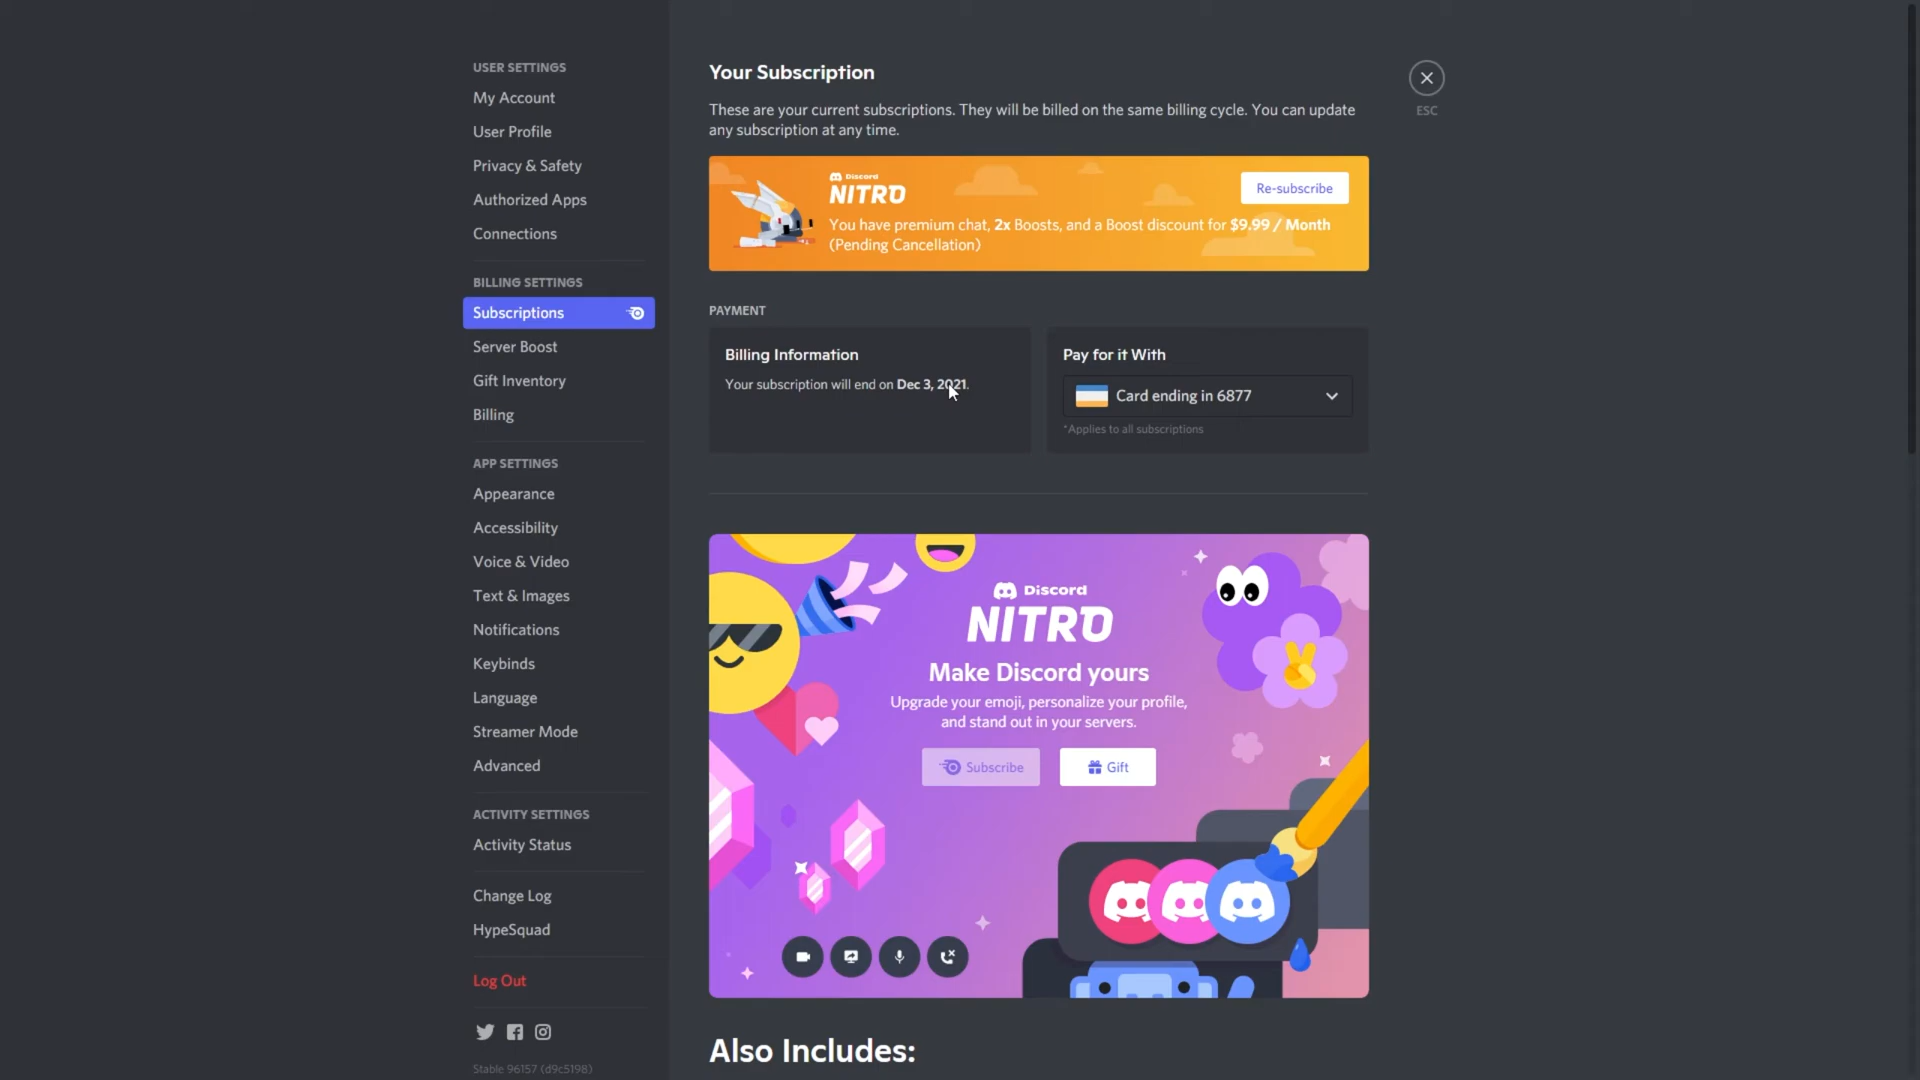 USER SETTINGS
My Account
User Profile
Privacy & Safety
Authorized Apps
Connections
BILLING SETTINGS
Subscriptions
Server Boost
Gift Inventory
Billing
APP SETTINGS
Appearance
Accessibility
Voice & Video
Text & Images
Notifications
Keybinds
Language
Streamer Mode
Advanced
ACTIVITY SETTINGS
Activity Status
Change Log
HypeSquad
Log Out
Stable 96157 (d9c5198)
Your Subscription
ESC
These are your current subscriptions. They will be billed on the same billing cycle. You can update
any subscription at any time.
Discord
NITRO
Re-subscribe
You have premium chat, 2x Boosts, and a Boost discount for $9.99 / Month
(Pending Cancellation)
PAYMENT
Billing Information
Your subscription will end on Dec 3, 2021.
Pay for it With
Card ending in 6877
*Applies to all subscriptions
Discord
NITRO
Make Discord yours
Upgrade your emoji, personalize your profile,
and stand out in your servers.
Subscribe
Gift
Also Includes: